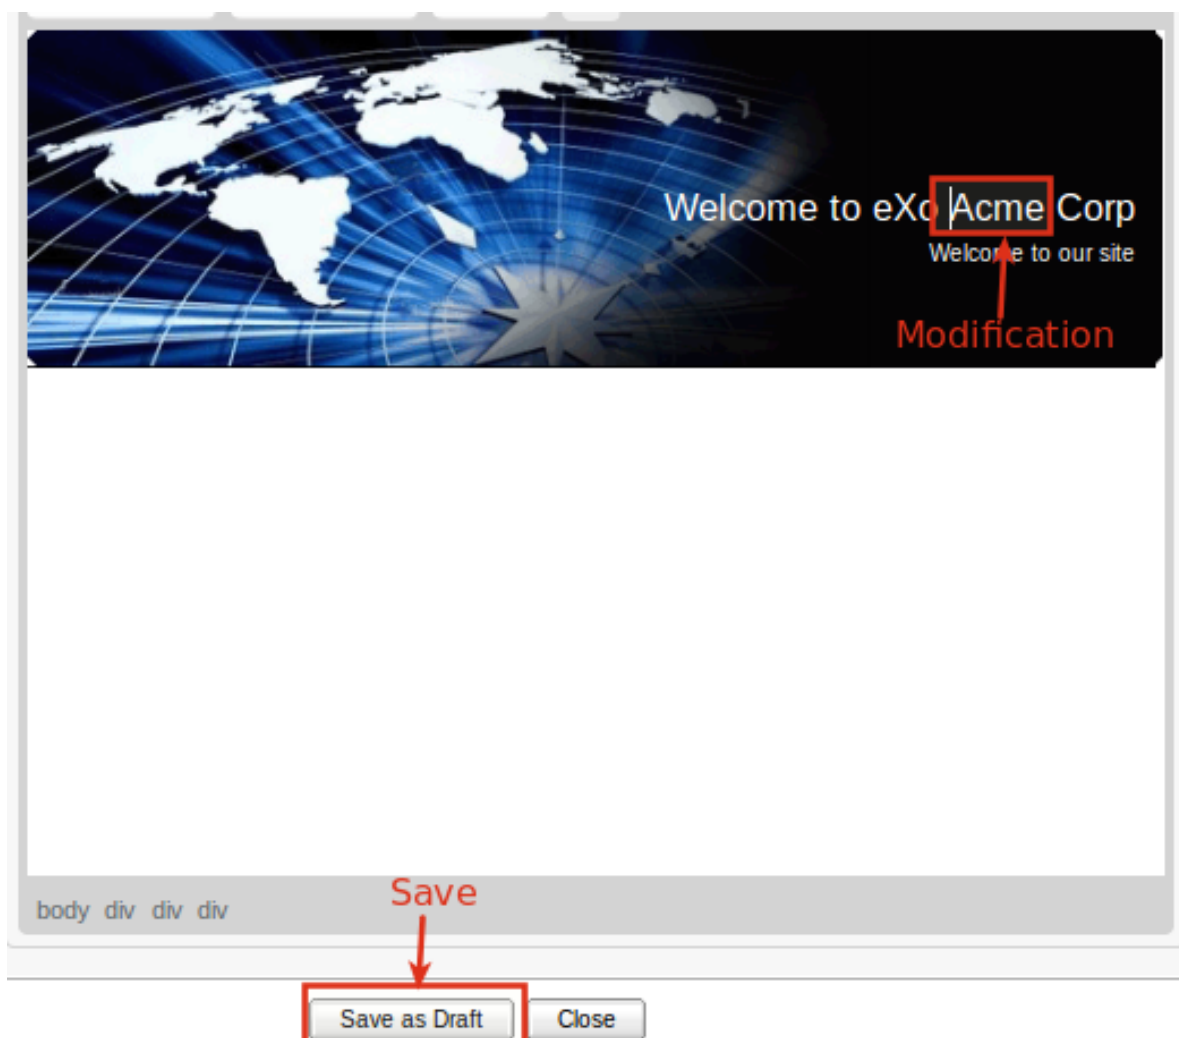 Welcome to eXo Acme Corp
Welcome to our site
Modification
Save
body div div div
Save as Draft Close